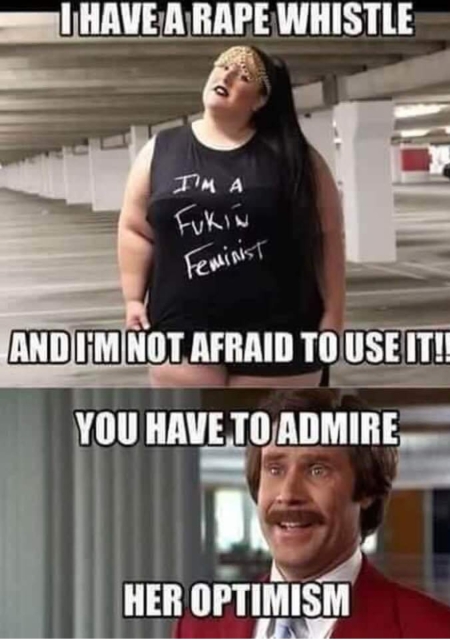 I HAVE A RAPE WHISTLE
I'M A
FUKIN
FEMINIST
AND I'M NOT AFRAID TO USE IT!!
YOU HAVE TO ADMIRE
HER OPTIMISM